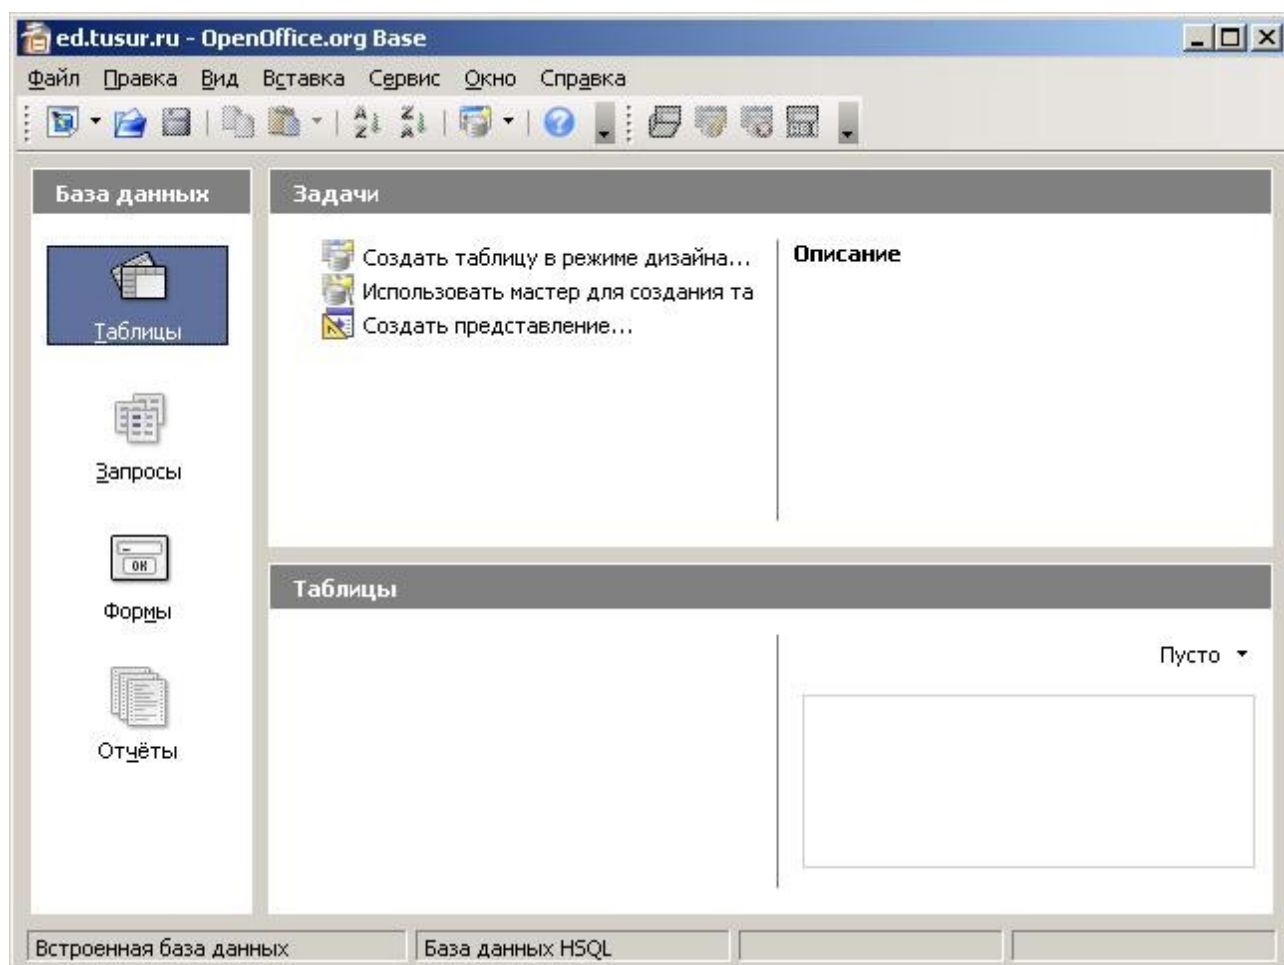 ed.tusur.ru - OpenOffice.org Base
Файл Правка Вид Вставка Сервис Окно Справка
База данных
Задачи
Таблицы
Запросы
Формы
Отчёты
Создать таблицу в режиме дизайна...
Использовать мастер для создания та
Создать представление...
Описание
Таблицы
Пусто
Встроенная база данных
База данных HSQL